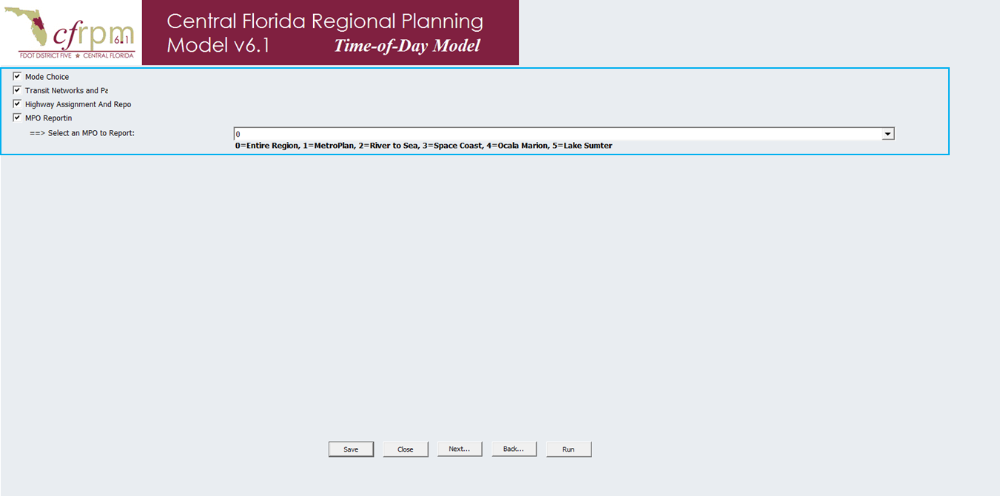 cfrpm 6.1
FDOT DISTRICT FIVE ★ CENTRAL FLORIDA
Central Florida Regional Planning
Model v6.1 Time-of-Day Model
Mode Choice
Transit Networks and Pa
Highway Assignment And Repo
MPO Reportin
==> Select an MPO to Report:
0
0=Entire Region, 1=MetroPlan, 2=River to Sea, 3=Space Coast, 4=Ocala Marion, 5=Lake Sumter
Save Close Next... Back... Run